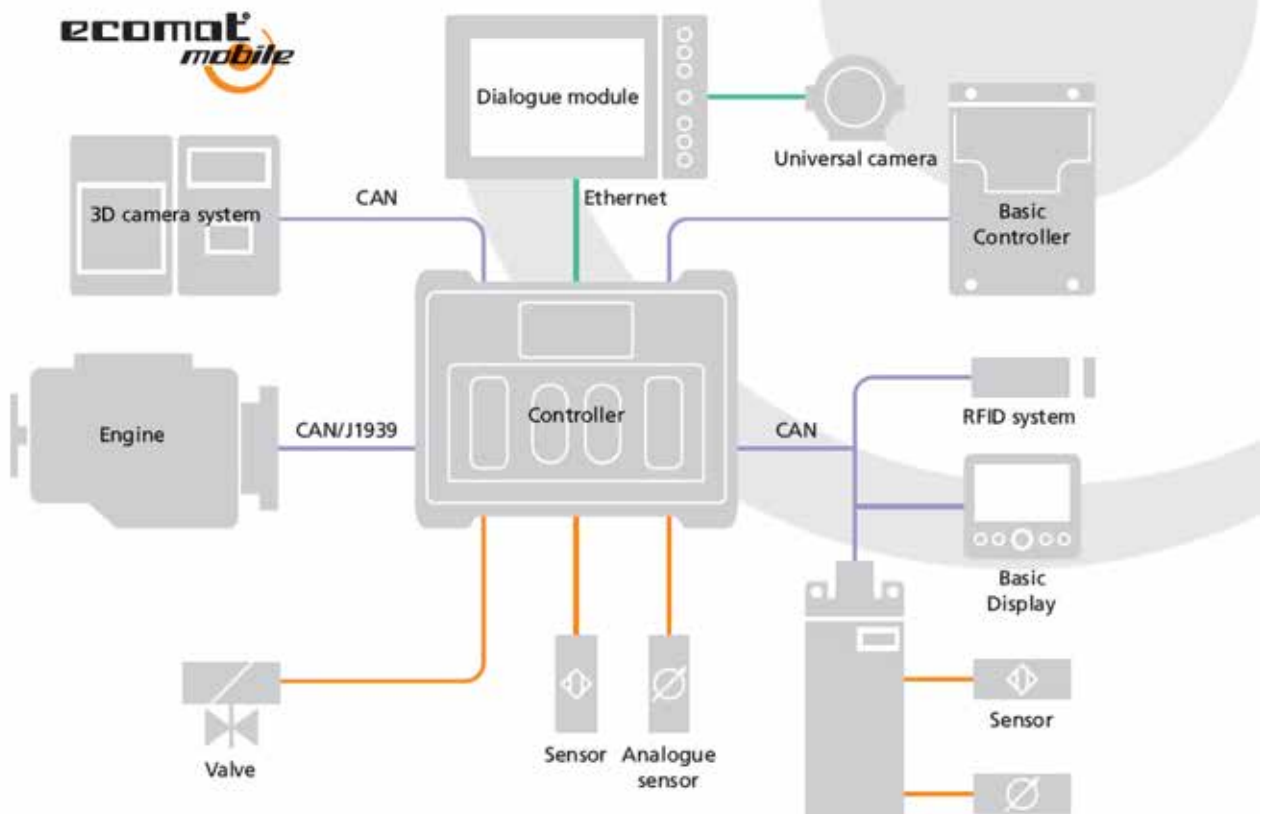 ecomat
mobile
Dialogue module
Universal camera
3D camera system
CAN
Ethernet
Basic
Controller
Engine
CAN/J1939
Controller
CAN
RFID system
Basic
Display
Valve
Sensor
Analogue
sensor
Sensor